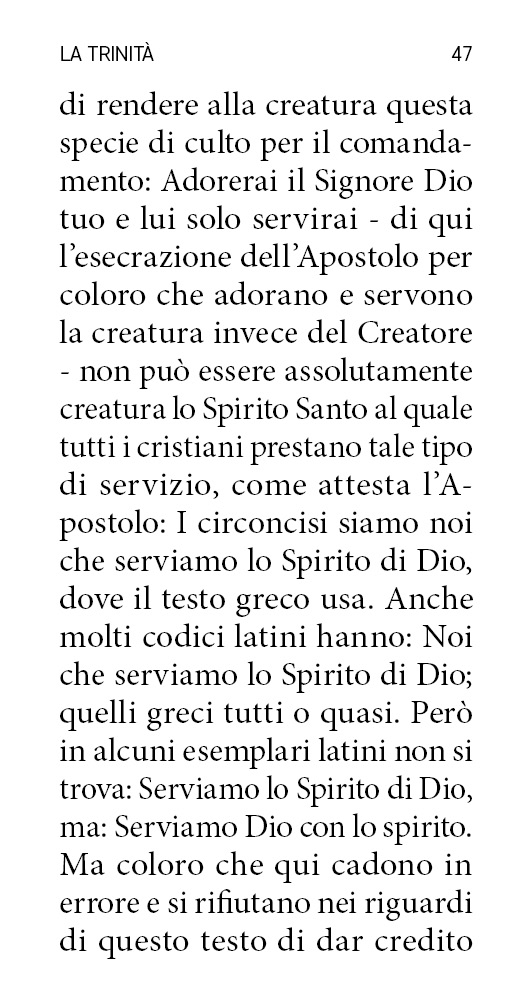 LA TRINITÀ 47
di rendere alla creatura questa
specie di culto per il comanda-
mento: Adorerai il Signore Dio
tuo e lui solo servirai - di qui
l'esecrazione dell'Apostolo per
coloro che adorano e servono
la creatura invece del Creatore
- non può essere assolutamente
creatura lo Spirito Santo al quale
tutti i cristiani prestano tale tipo
di servizio, come attesta l'A-
postolo: I circoncisi siamo noi
che serviamo lo Spirito di Dio,
dove il testo greco usa. Anche
molti codici latini hanno: Noi
che serviamo lo Spirito di Dio;
quelli greci tutti o quasi. Però
in alcuni esemplari latini non si
trova: Serviamo lo Spirito di Dio,
ma: Serviamo Dio con lo spirito.
Ma coloro che qui cadono in
errore e si rifiutano nei riguardi
di questo testo di dar credito